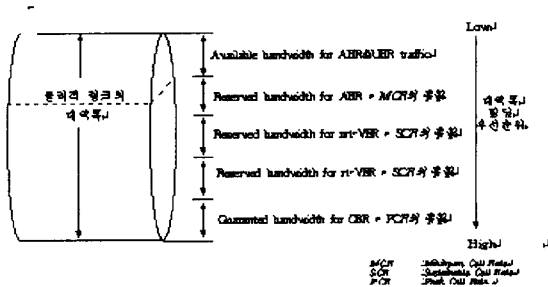 Low
Available bandwidth for ABR&UBR traffic
물리적 링크의
대역폭
Reserved bandwidth for ABR = MCR의 총합
대역폭
할당
우선순위
Reserved bandwidth for nrt-VBR = SCR의 총합
Reserved bandwidth for rt-VBR = SCR의 총합
Guaranted bandwidth for CBR = PCR의 총합
High
MCR Minimum Cell Rate
SCR Sustainable Cell Rate
PCR Peak Cell Rate